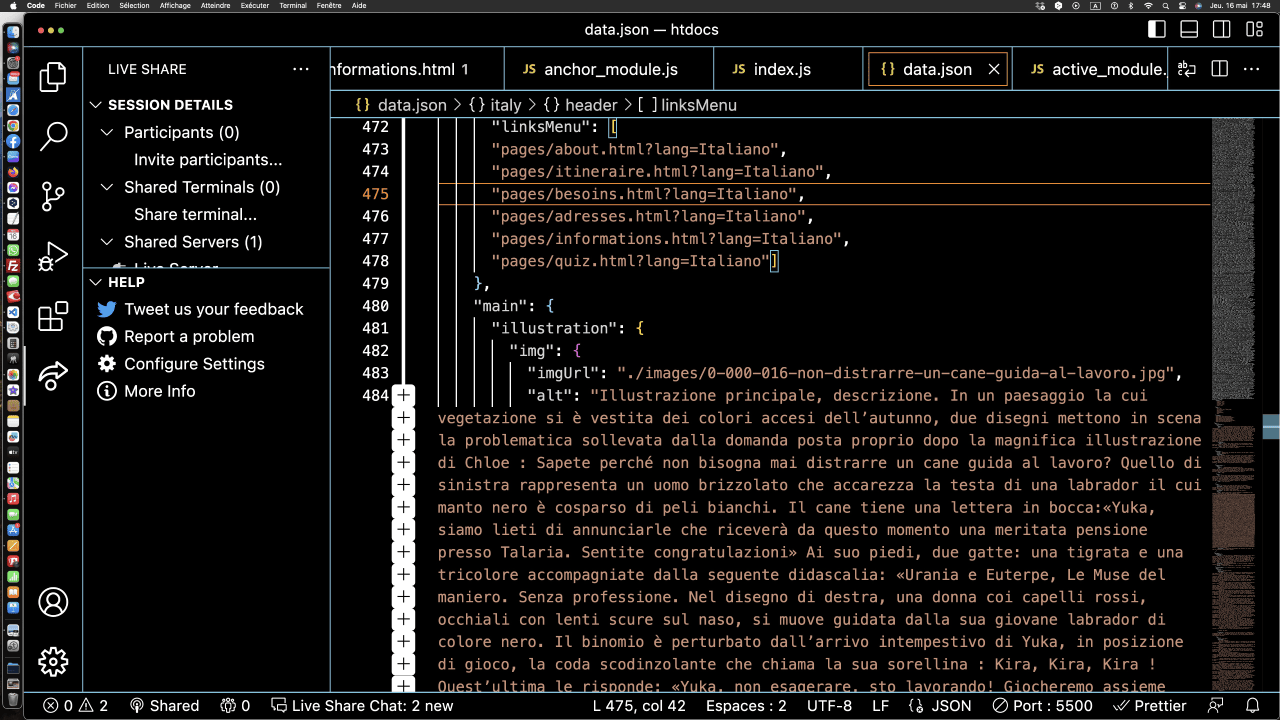 Code Fichier Edition Sélection Affichage Atteindre Exécuter Terminal Fenêtre Aide
Jeu. 16 mai 17:48
data.json — htdocs
LIVE SHARE
nformations.html 1
JS anchor_module.js
JS index.js
{} data.json
JS active_module.
{} data.json > {} italy > {} header > [ ] linksMenu
SESSION DETAILS
Participants (0)
Invite participants...
Shared Terminals (0)
Share terminal...
Shared Servers (1)
Live Server
HELP
Tweet us your feedback
Report a problem
Configure Settings
More Info
472 "linksMenu": [
473 "pages/about.html?lang=Italiano",
474 "pages/itineraire.html?lang=Italiano",
475 "pages/besoins.html?lang=Italiano",
476 "pages/adresses.html?lang=Italiano",
477 "pages/informations.html?lang=Italiano",
478 "pages/quiz.html?lang=Italiano"]
479 },
480 "main": {
481 "illustration": {
482 "img": {
483 "imgUrl": "./images/0-000-016-non-distrarre-un-cane-guida-al-lavoro.jpg",
484 "alt": "Illustrazione principale, descrizione. In un paesaggio la cui
vegetazione si è vestita dei colori accesi dell'autunno, due disegni mettono in scena
la problematica sollevata dalla domanda posta proprio dopo la magnifica illustrazione
di Chloé : Sapete perché non bisogna mai distrarre un cane guida al lavoro? Quello di
sinistra rappresenta un uomo brizzolato che accarezza la testa di una labrador il cui
manto nero è cosparso di peli bianchi. Il cane tiene una lettera in bocca:«Yuka,
siamo lieti di annunciarle che riceverà da questo momento una meritata pensione
presso Talaria. Sentite congratulazioni» Ai suo piedi, due gatte: una tigrata e una
tricolore accompagnate dalla seguente didascalia: «Urania e Euterpe, Le Muse del
maniero. Senza professione. Nel disegno di destra, una donna coi capelli rossi,
occhiali con lenti scure sul naso, si muove guidata dalla sua giovane labrador di
colore nero. Il binomio è perturbato dall'arrivo intempestivo di Yuka, in posizione
di gioco, la coda scodinzolante che chiama la sua sorellina: Kira, Kira, Kira
Quest'ultima le risponde: «Yuka, non esagerare, sto lavorando! Giocheremo assieme
0 2 Shared 0 Live Share Chat: 2 new
L 475, col 42 Espaces : 2 UTF-8 LF {} JSON Port : 5500 Prettier